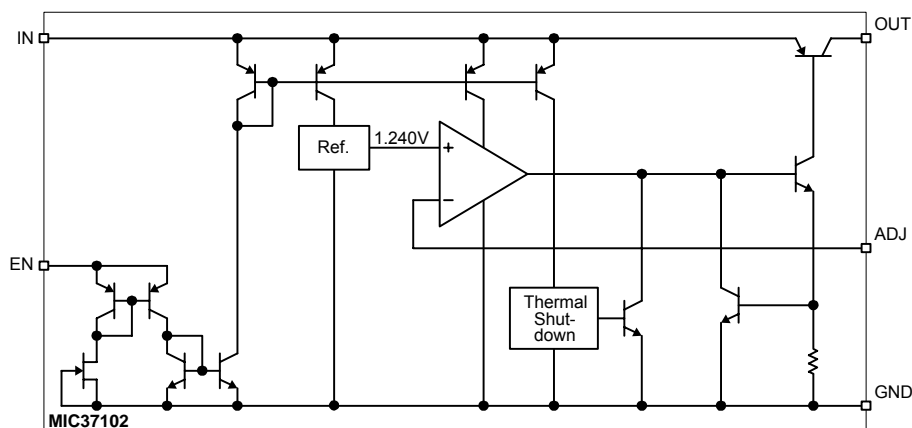 IN
OUT
Ref.
1.240V
+
−
ADJ
EN
Thermal
Shut-
down
GND
MIC37102